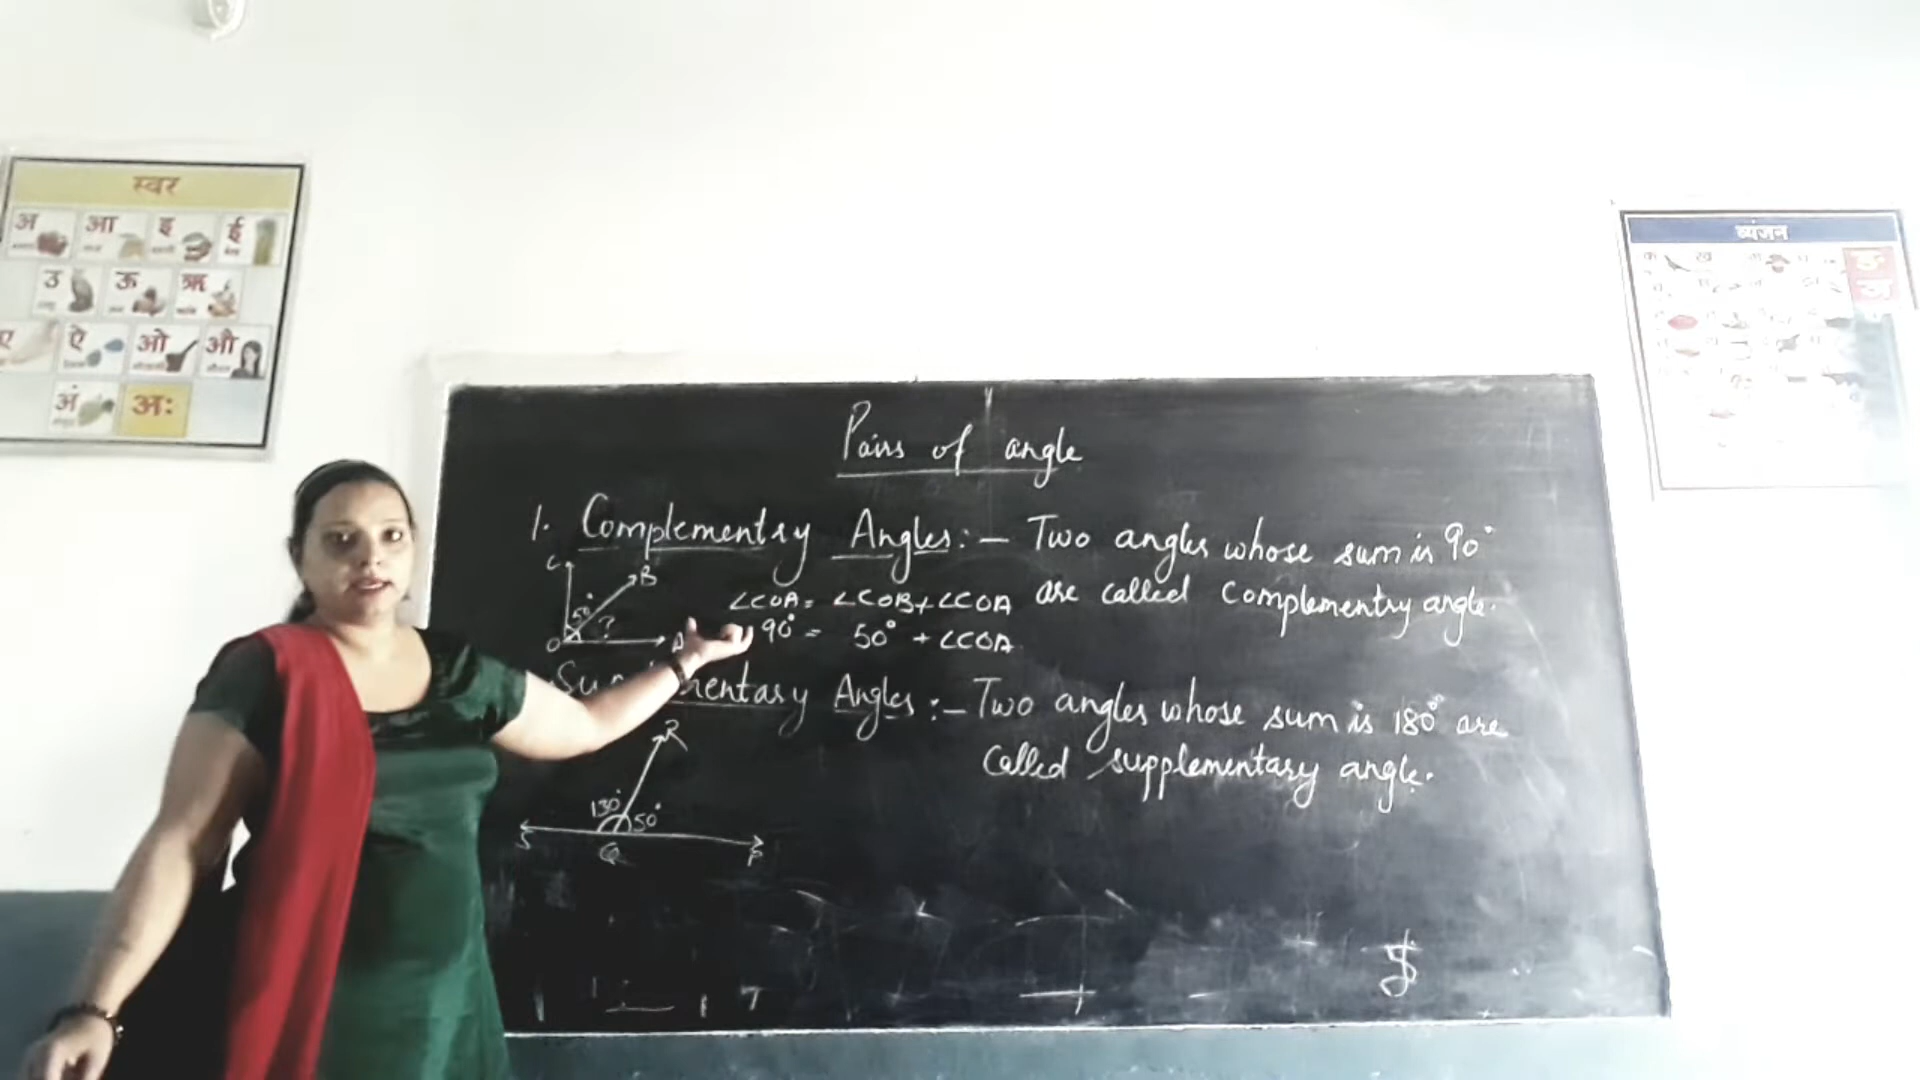 स्वर
अ आ इ ई
उ ऊ ऋ
ए ऐ ओ औ
अं अः
व्यंजन
क ख
Pairs of angle
1. Complementry Angles:- Two angles whose sum is 90°
are called Complementry angle.
C B
50° ?
O A
∠COA = ∠COB + ∠COA
90° = 50° + ∠COA
Angles:- Two angles whose sum is 180° are
called supplementary angle.
R
130° 50°
S Q P